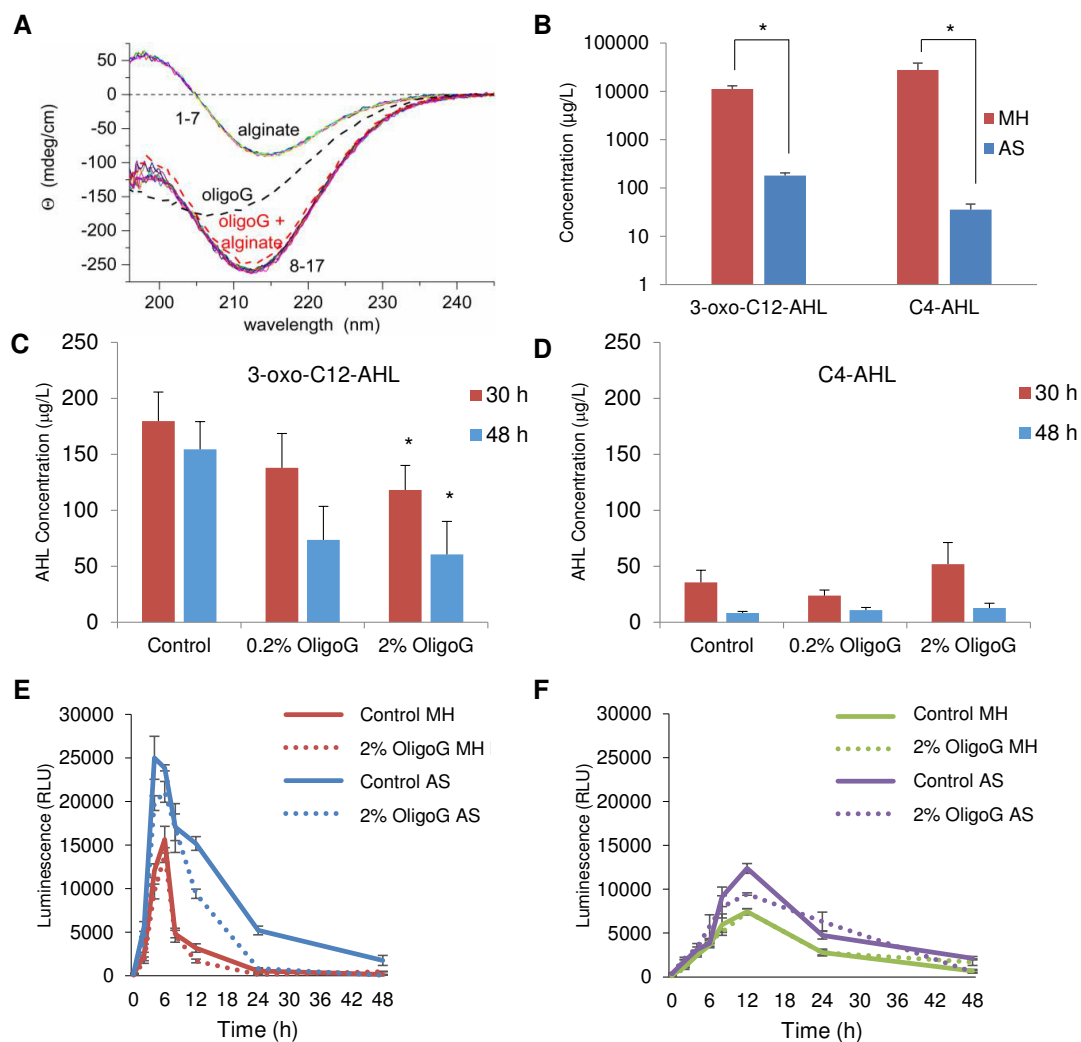 A
50
0
-50
-100
-150
-200
-250
Θ (mdeg/cm)
1-7
alginate
oligoG
oligoG +
alginate
8-17
200 210 220 230 240
wavelength (nm)
B
100000
10000
1000
100
10
1
Concentration (µg/L)
*
*
MH
AS
3-oxo-C12-AHL C4-AHL
C
250
200
150
100
50
0
AHL Concentration (µg/L)
3-oxo-C12-AHL
30 h
48 h
*
*
Control 0.2% OligoG 2% OligoG
D
250
200
150
100
50
0
AHL Concentration (µg/L)
C4-AHL
30 h
48 h
Control 0.2% OligoG 2% OligoG
E
30000
25000
20000
15000
10000
5000
0
Luminescence (RLU)
Control MH
2% OligoG MH
Control AS
2% OligoG AS
0 6 12 18 24 30 36 42 48
Time (h)
F
30000
25000
20000
15000
10000
5000
0
Luminescence (RLU)
Control MH
2% OligoG MH
Control AS
2% OligoG AS
0 6 12 18 24 30 36 42 48
Time (h)